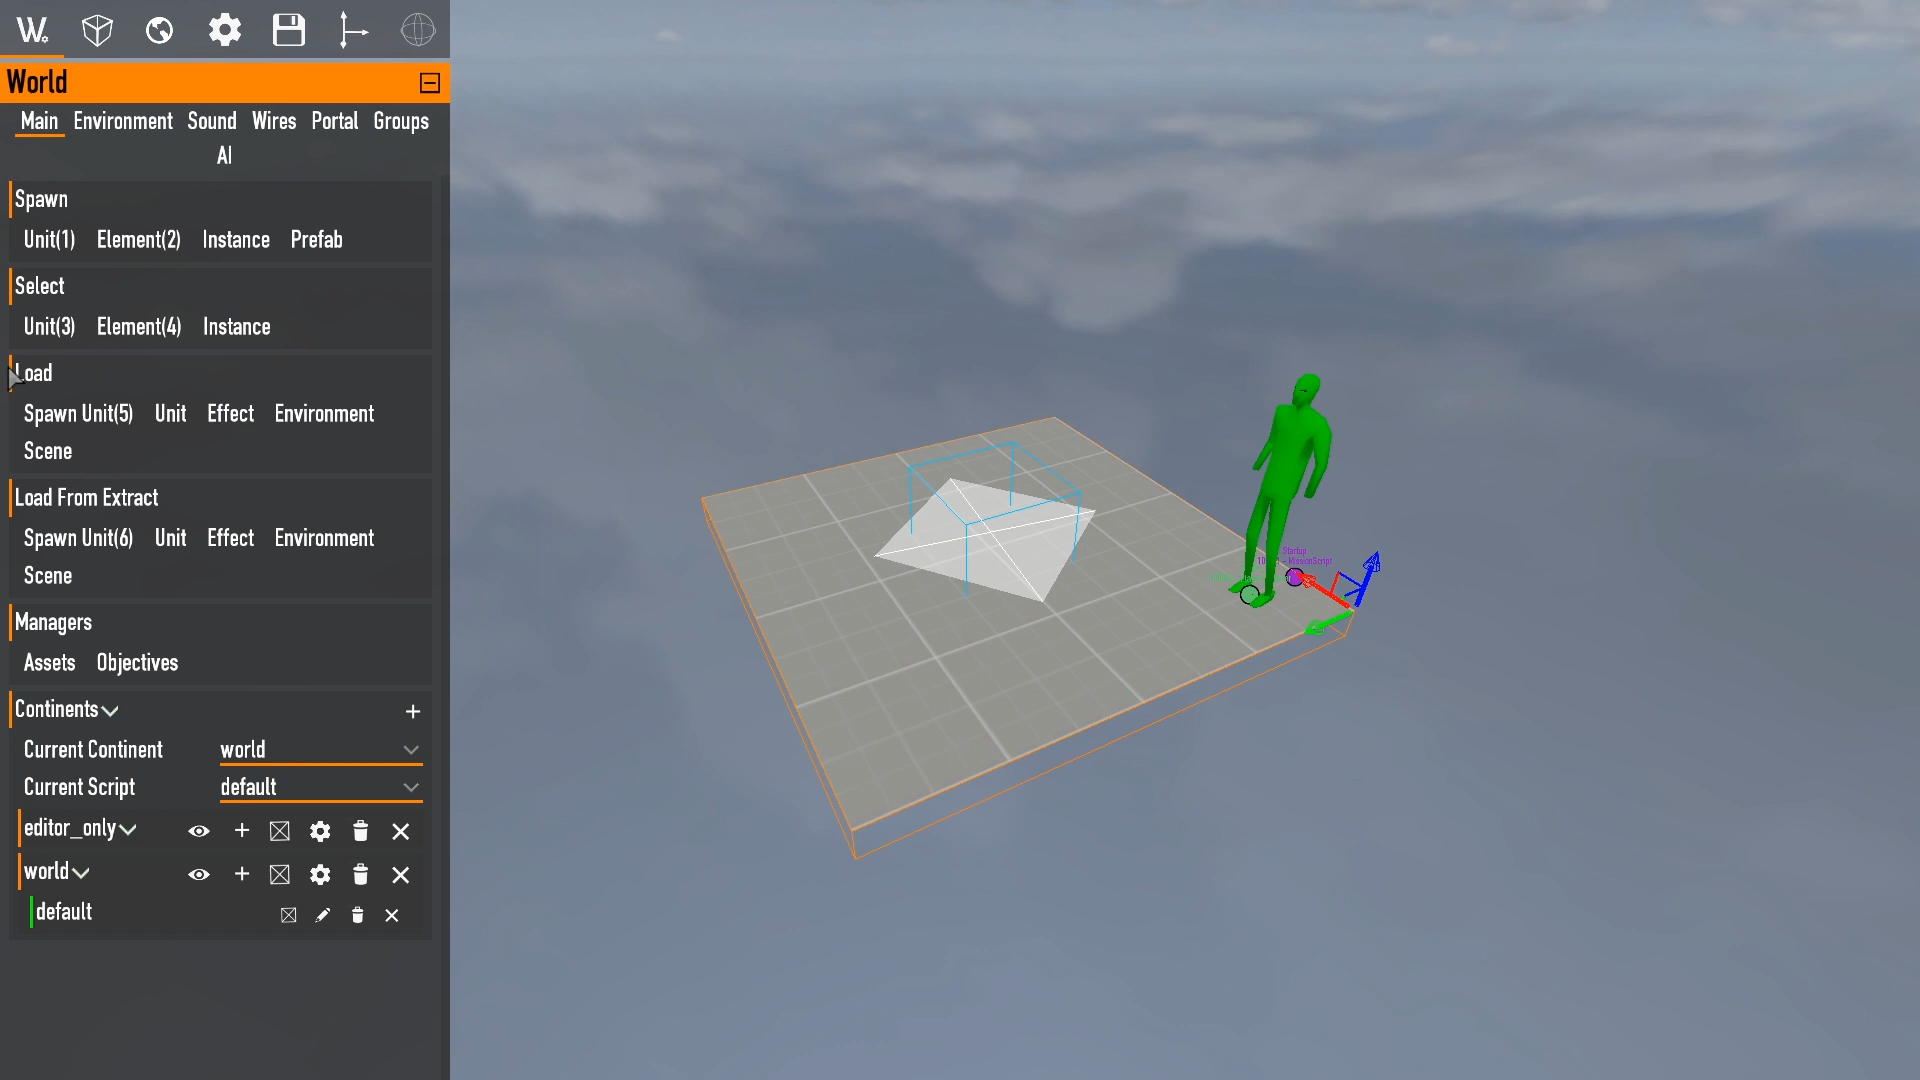 W.
World
Main Environment Sound Wires Portal Groups
AI
Spawn
Unit(1) Element(2) Instance Prefab
Select
Unit(3) Element(4) Instance
Load
Spawn Unit(5) Unit Effect Environment
Scene
Load From Extract
Spawn Unit(6) Unit Effect Environment
Scene
Managers
Assets Objectives
Continents
Current Continent world
Current Script default
editor_only
world
default
Startup
- MissionScript